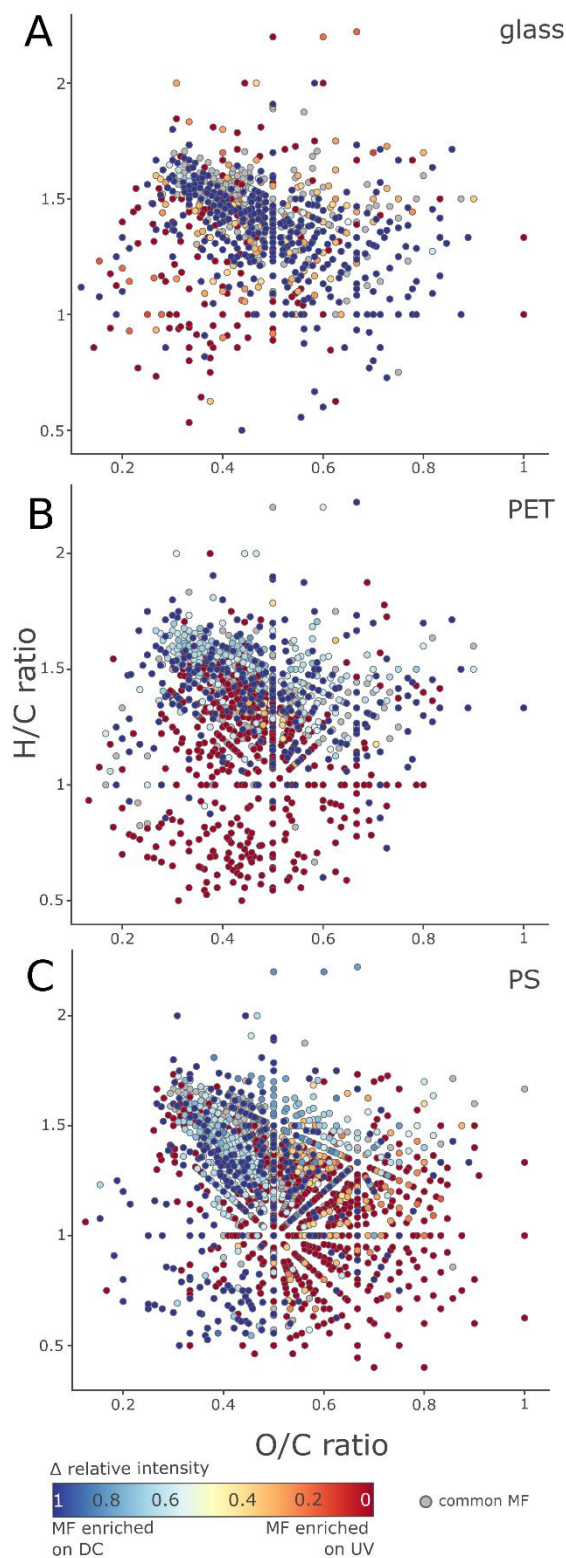 A
glass
2
1.5
1
0.5
0.2
0.4
0.6
0.8
1
B
PET
2
1.5
1
0.5
0.2
0.4
0.6
0.8
1
H/C ratio
C
PS
2
1.5
1
0.5
0.2
0.4
0.6
0.8
1
O/C ratio
Δ relative intensity
1 0.8 0.6 0.4 0.2 0
common MF
MF enriched
on DC
MF enriched
on UV